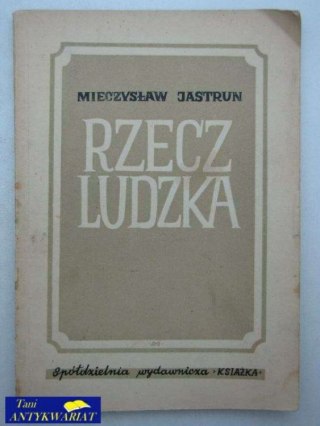 MIECZYSŁAW JASTRUN
RZECZ
LUDZKA
Spółdzielnia wydawnicza "KSIĄŻKA"
Tani
ANTYKWARIAT